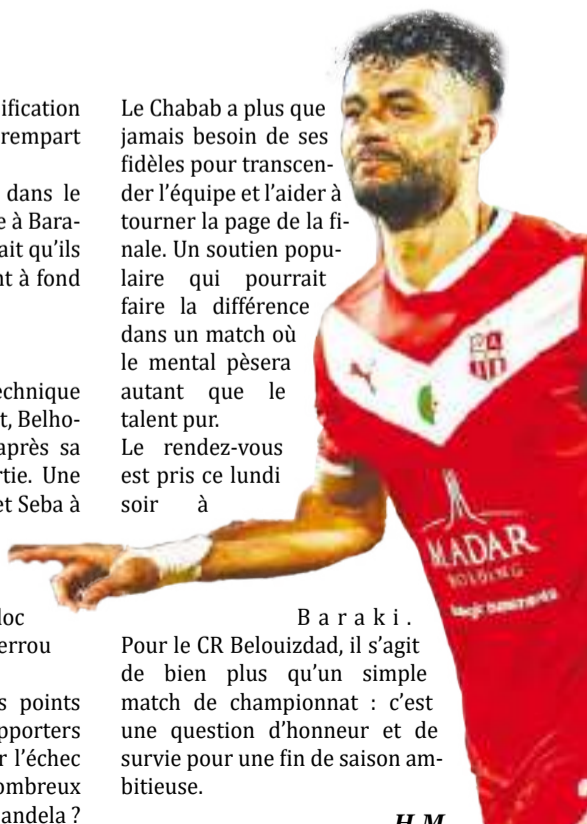 ification
rempart
dans le
e à Bara-
ait qu'ils
nt à fond
echnique
t, Belho-
après sa
rtie. Une
et Seba à
loc
errou
s points
pporters
r l'échec
ombreux
andela ?
Le Chabab a plus que
jamais besoin de ses
fidèles pour transcen-
der l'équipe et l'aider à
tourner la page de la fi-
nale. Un soutien popu-
laire qui pourrait
faire la différence
dans un match où
le mental pèsera
autant que le
talent pur.
Le rendez-vous
est pris ce lundi
soir à
Baraki.
Pour le CR Belouizdad, il s'agit
de bien plus qu'un simple
match de championnat : c'est
une question d'honneur et de
survie pour une fin de saison am-
bitieuse.
H.M
MADAR
HOLDING